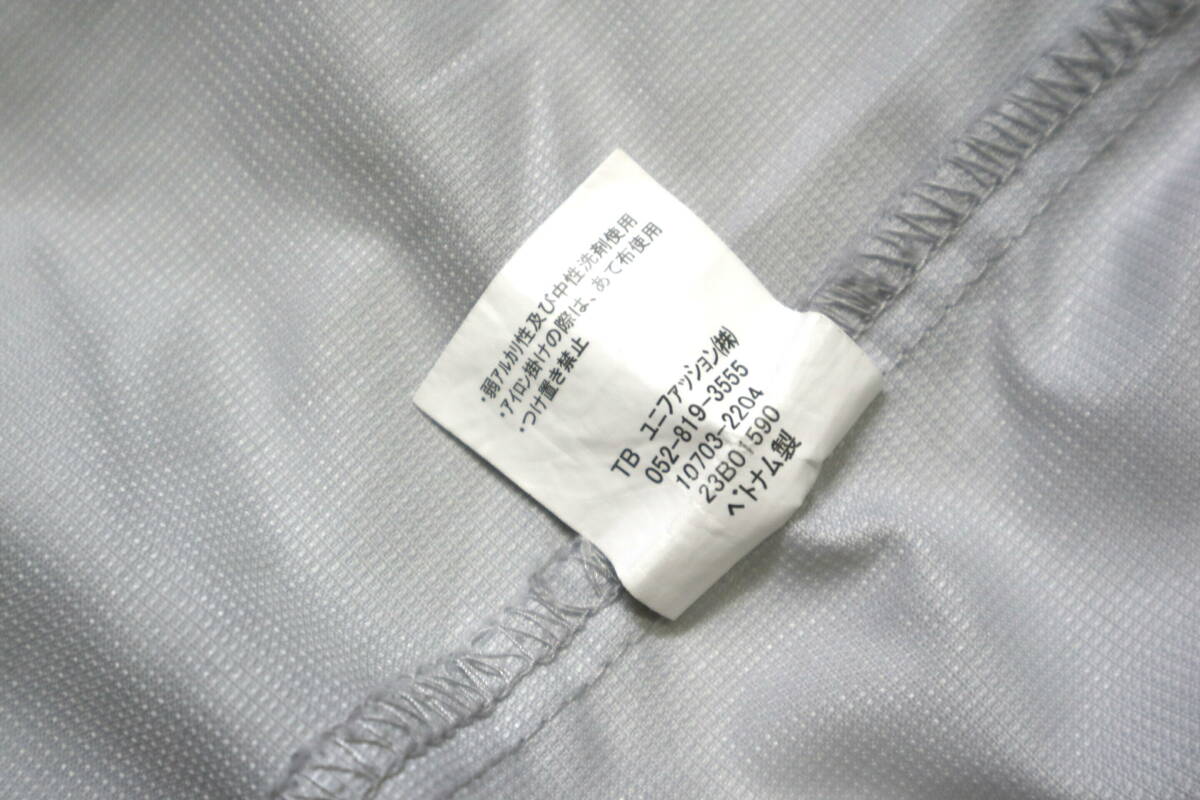 ・弱アルカリ性及び中性洗剤使用
・アイロン掛けの際は、あて布使用
・つけ置き禁止
TB ユニファッション㈱
052-819-3555
10703-2204
23B01590
ベトナム製